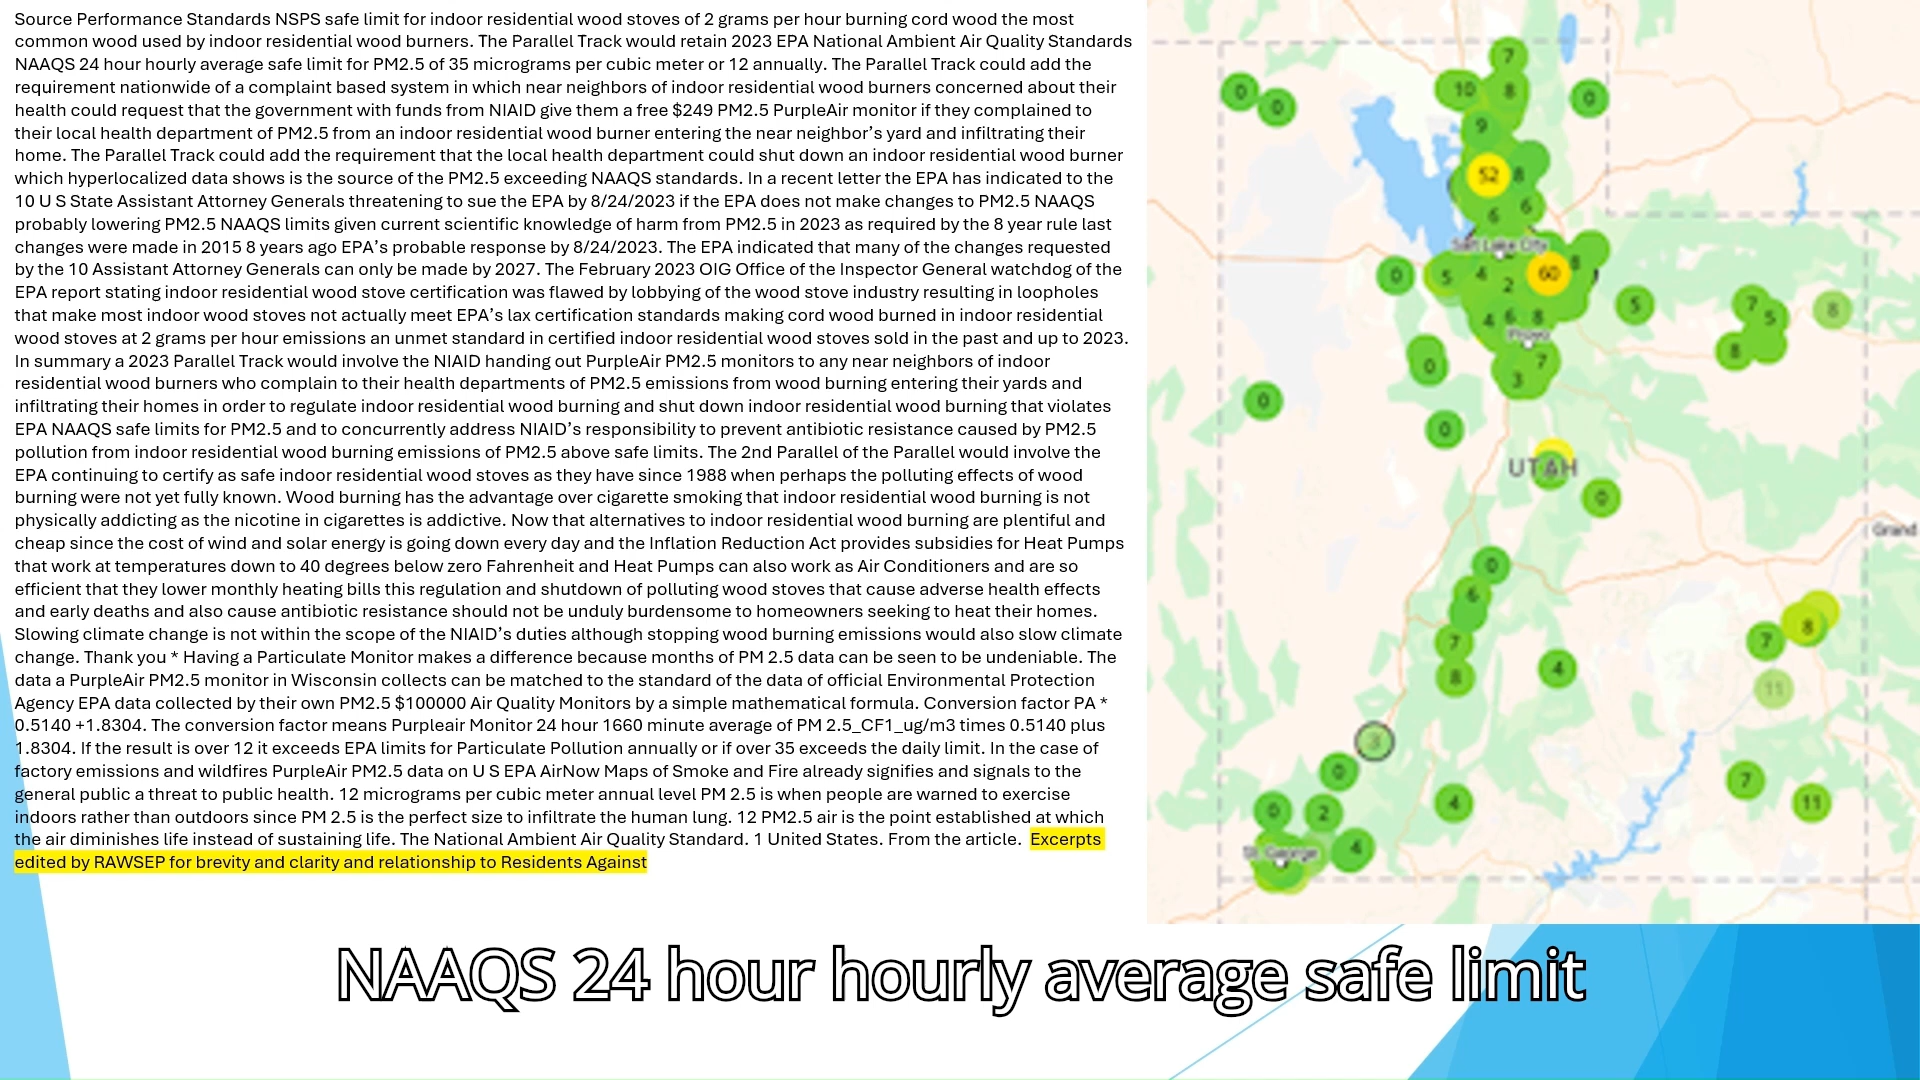 Source Performance Standards NSPS safe limit for indoor residential wood stoves of 2 grams per hour burning cord wood the most
common wood used by indoor residential wood burners. The Parallel Track would retain 2023 EPA National Ambient Air Quality Standards
NAAQS 24 hour hourly average safe limit for PM2.5 of 35 micrograms per cubic meter or 12 annually. The Parallel Track could add the
requirement nationwide of a complaint based system in which near neighbors of indoor residential wood burners concerned about their
health could request that the government with funds from NIAID give them a free $249 PM2.5 PurpleAir monitor if they complained to
their local health department of PM2.5 from an indoor residential wood burner entering the near neighbor's yard and infiltrating their
home. The Parallel Track could add the requirement that the local health department could shut down an indoor residential wood burner
which hyperlocalized data shows is the source of the PM2.5 exceeding NAAQS standards. In a recent letter the EPA has indicated to the
10 U S State Assistant Attorney Generals threatening to sue the EPA by 8/24/2023 if the EPA does not make changes to PM2.5 NAAQS
probably lowering PM2.5 NAAQS limits given current scientific knowledge of harm from PM2.5 in 2023 as required by the 8 year rule last
changes were made in 2015 8 years ago EPA's probable response by 8/24/2023. The EPA indicated that many of the changes requested
by the 10 Assistant Attorney Generals can only be made by 2027. The February 2023 OIG Office of the Inspector General watchdog of the
EPA report stating indoor residential wood stove certification was flawed by lobbying of the wood stove industry resulting in loopholes
that make most indoor wood stoves not actually meet EPA's lax certification standards making cord wood burned in indoor residential
wood stoves at 2 grams per hour emissions an unmet standard in certified indoor residential wood stoves sold in the past and up to 2023.
In summary a 2023 Parallel Track would involve the NIAID handing out PurpleAir PM2.5 monitors to any near neighbors of indoor
residential wood burners who complain to their health departments of PM2.5 emissions from wood burning entering their yards and
infiltrating their homes in order to regulate indoor residential wood burning and shut down indoor residential wood burning that violates
EPA NAAQS safe limits for PM2.5 and to concurrently address NIAID's responsibility to prevent antibiotic resistance caused by PM2.5
pollution from indoor residential wood burning emissions of PM2.5 above safe limits. The 2nd Parallel of the Parallel would involve the
EPA continuing to certify as safe indoor residential wood stoves as they have since 1988 when perhaps the polluting effects of wood
burning were not yet fully known. Wood burning has the advantage over cigarette smoking that indoor residential wood burning is not
physically addicting as the nicotine in cigarettes is addictive. Now that alternatives to indoor residential wood burning are plentiful and
cheap since the cost of wind and solar energy is going down every day and the Inflation Reduction Act provides subsidies for Heat Pumps
that work at temperatures down to 40 degrees below zero Fahrenheit and Heat Pumps can also work as Air Conditioners and are so
efficient that they lower monthly heating bills this regulation and shutdown of polluting wood stoves that cause adverse health effects
and early deaths and also cause antibiotic resistance should not be unduly burdensome to homeowners seeking to heat their homes.
Slowing climate change is not within the scope of the NIAID's duties although stopping wood burning emissions would also slow climate
change. Thank you * Having a Particulate Monitor makes a difference because months of PM 2.5 data can be seen to be undeniable. The
data a PurpleAir PM2.5 monitor in Wisconsin collects can be matched to the standard of the data of official Environmental Protection
Agency EPA data collected by their own PM2.5 $100000 Air Quality Monitors by a simple mathematical formula. Conversion factor PA *
0.5140 +1.8304. The conversion factor means Purpleair Monitor 24 hour 1660 minute average of PM 2.5_CF1_ug/m3 times 0.5140 plus
1.8304. If the result is over 12 it exceeds EPA limits for Particulate Pollution annually or if over 35 exceeds the daily limit. In the case of
factory emissions and wildfires PurpleAir PM2.5 data on U S EPA AirNow Maps of Smoke and Fire already signifies and signals to the
general public a threat to public health. 12 micrograms per cubic meter annual level PM 2.5 is when people are warned to exercise
indoors rather than outdoors since PM 2.5 is the perfect size to infiltrate the human lung. 12 PM2.5 air is the point established at which
the air diminishes life instead of sustaining life. The National Ambient Air Quality Standard. 1 United States. From the article. Excerpts
edited by RAWSEP for brevity and clarity and relationship to Residents Against
7
0 0 10 8 0
9
52 8
6 6
Salt Lake City
0 5 4 2 60 8
5 7 5 8
4 6 8
Provo
8
0 7
3
0
0
UTAH
0
Grand
0
6
7 7 8
8 4
11
3
0 7
0 2 4 11
St. George 4
NAAQS 24 hour hourly average safe limit